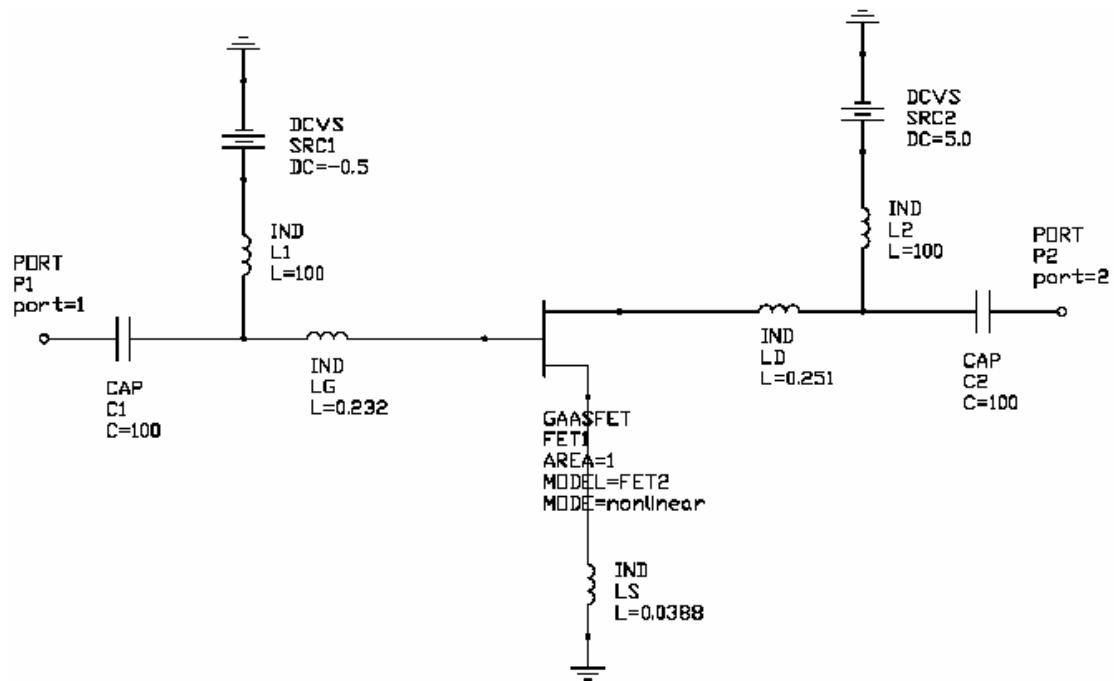 DCVS
SRC1
DC=-0.5
DCVS
SRC2
DC=5.0
IND
L1
L=100
IND
L2
L=100
PORT
P1
port=1
PORT
P2
port=2
CAP
C1
C=100
IND
LG
L=0.232
IND
LD
L=0.251
CAP
C2
C=100
GAASFET
FET1
AREA=1
MODEL=FET2
MODE=nonlinear
IND
LS
L=0.0388